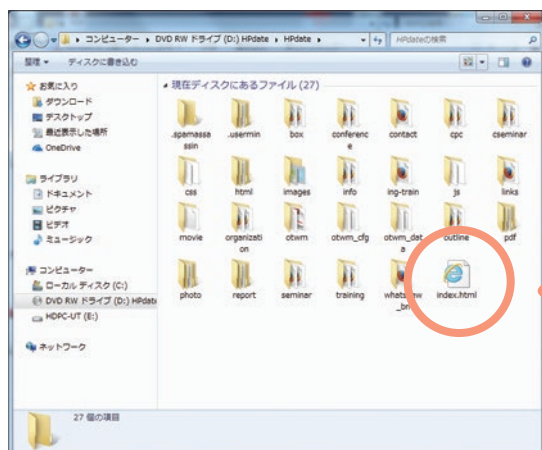 コンピューター ▸ DVD RW ドライブ (D:) HPdate ▸ HPdate ▸
HPdateの検索
整理 ▾ ディスクに書き込む
お気に入り
ダウンロード
デスクトップ
最近表示した場所
OneDrive
ライブラリ
ドキュメント
ピクチャ
ビデオ
ミュージック
コンピューター
ローカル ディスク (C:)
DVD RW ドライブ (D:) HPdate
HDPC-UT (E:)
ネットワーク
現在ディスクにあるファイル (27)
.spamassa .usermin box conferenc contact cpc cseminar
ssin e
css html images info ing-train js links
movie organizati otwm otwm_cfg otwm_dat outline pdf
on a
photo report seminar training index.html
27 個の項目